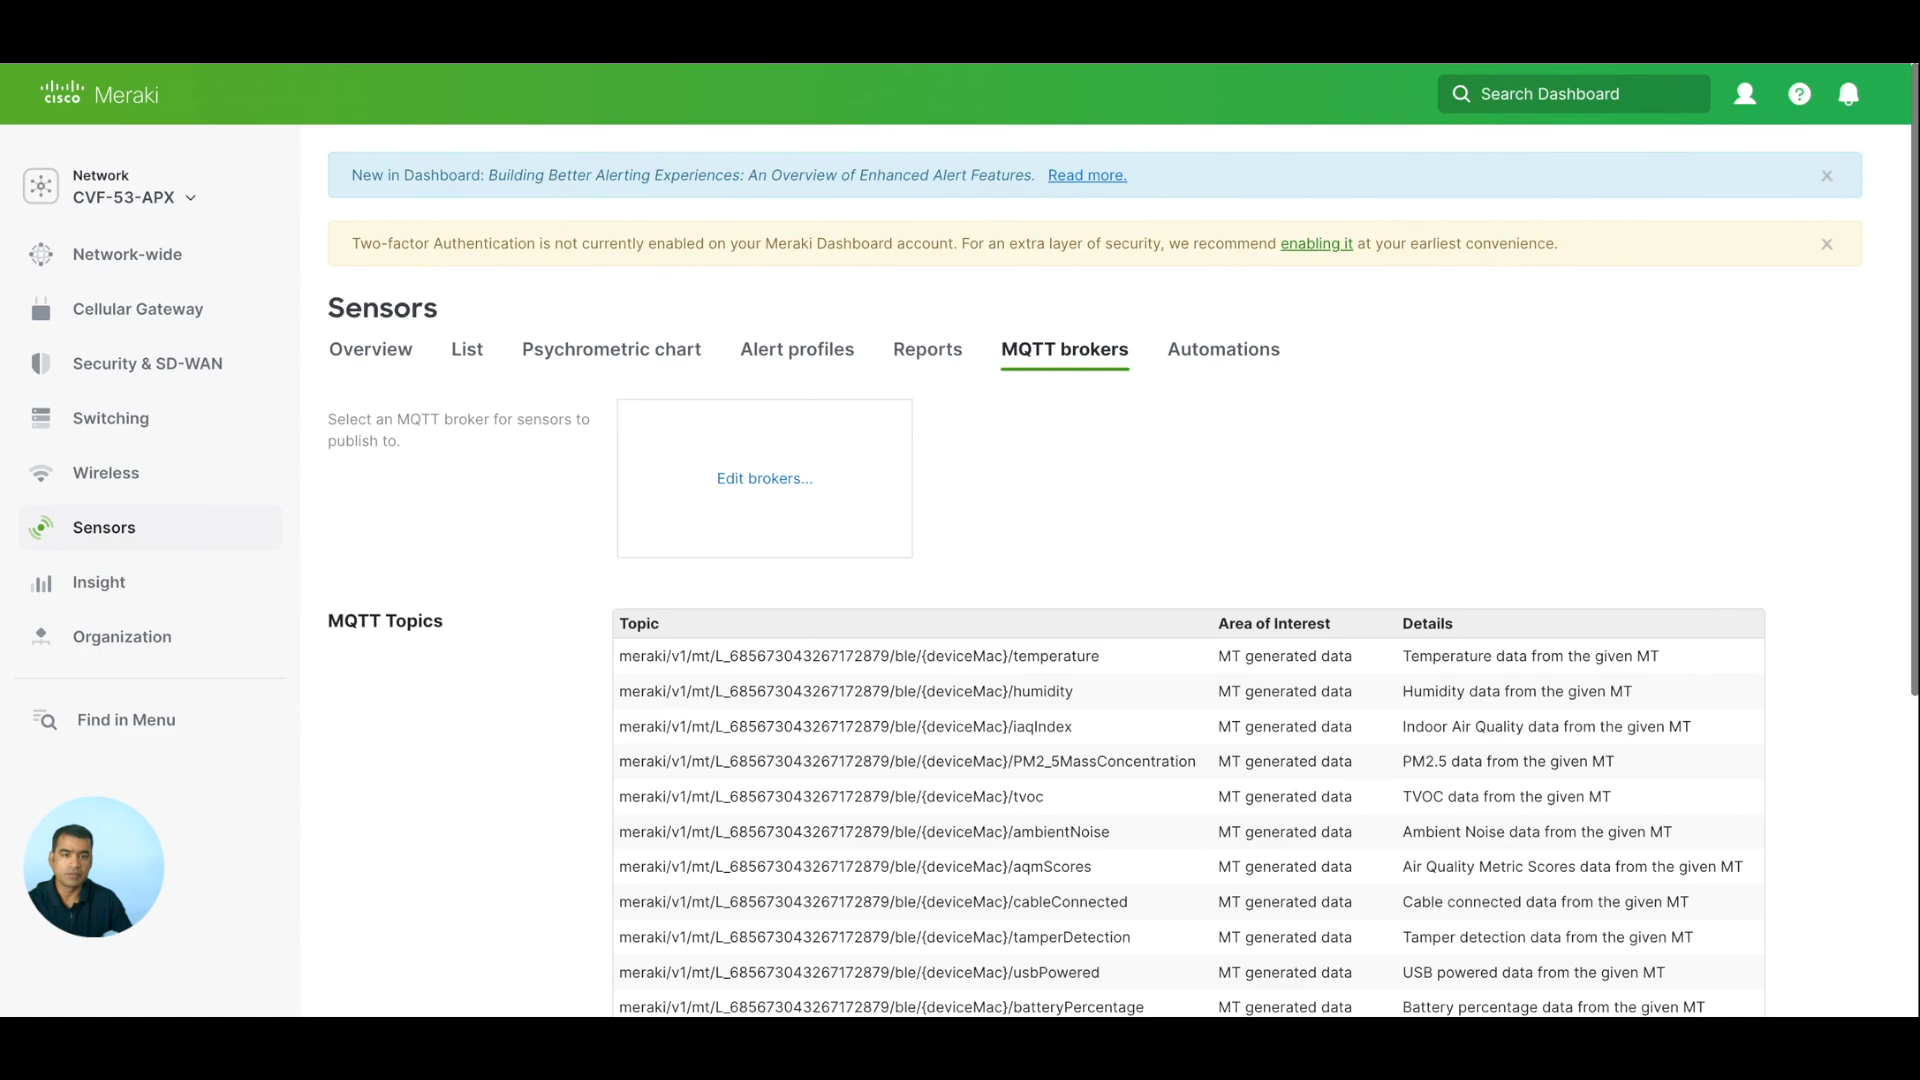 cisco Meraki
Search Dashboard
Network
CVF-53-APX
Network-wide
Cellular Gateway
Security & SD-WAN
Switching
Wireless
Sensors
Insight
Organization
Find in Menu
New in Dashboard: Building Better Alerting Experiences: An Overview of Enhanced Alert Features. Read more.
Two-factor Authentication is not currently enabled on your Meraki Dashboard account. For an extra layer of security, we recommend enabling it at your earliest convenience.
Sensors
Overview List Psychrometric chart Alert profiles Reports MQTT brokers Automations
Select an MQTT broker for sensors to
publish to.
Edit brokers...
MQTT Topics
Topic Area of Interest Details
meraki/v1/mt/L_685673043267172879/ble/{deviceMac}/temperature MT generated data Temperature data from the given MT
meraki/v1/mt/L_685673043267172879/ble/{deviceMac}/humidity MT generated data Humidity data from the given MT
meraki/v1/mt/L_685673043267172879/ble/{deviceMac}/iaqIndex MT generated data Indoor Air Quality data from the given MT
meraki/v1/mt/L_685673043267172879/ble/{deviceMac}/PM2_5MassConcentration MT generated data PM2.5 data from the given MT
meraki/v1/mt/L_685673043267172879/ble/{deviceMac}/tvoc MT generated data TVOC data from the given MT
meraki/v1/mt/L_685673043267172879/ble/{deviceMac}/ambientNoise MT generated data Ambient Noise data from the given MT
meraki/v1/mt/L_685673043267172879/ble/{deviceMac}/aqmScores MT generated data Air Quality Metric Scores data from the given MT
meraki/v1/mt/L_685673043267172879/ble/{deviceMac}/cableConnected MT generated data Cable connected data from the given MT
meraki/v1/mt/L_685673043267172879/ble/{deviceMac}/tamperDetection MT generated data Tamper detection data from the given MT
meraki/v1/mt/L_685673043267172879/ble/{deviceMac}/usbPowered MT generated data USB powered data from the given MT
meraki/v1/mt/L_685673043267172879/ble/{deviceMac}/batteryPercentage MT generated data Battery percentage data from the given MT